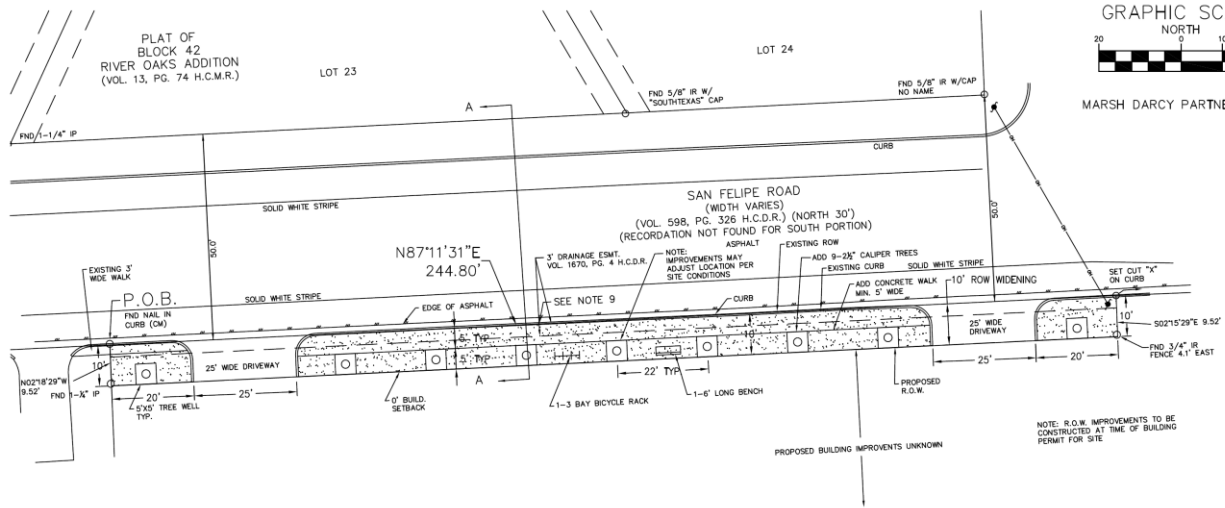 GRAPHIC SC
NORTH
20
0
10
MARSH DARCY PARTNE
PLAT OF
BLOCK 42
RIVER OAKS ADDITION
(VOL. 13, PG. 74 H.C.M.R.)
LOT 23
LOT 24
FND 5/8" IR W/
"SOUTHTEXAS" CAP
FND 5/8" IR W/CAP
NO NAME
FND 1-1/4" IP
A
CURB
SOLID WHITE STRIPE
50.0'
50.0'
SAN FELIPE ROAD
(WIDTH VARIES)
(VOL. 598, PG. 326 H.C.D.R.) (NORTH 30')
(RECORDATION NOT FOUND FOR SOUTH PORTION)
N87°11'31"E
244.80'
3' DRAINAGE ESMT.
VOL. 1670, PG. 4 H.C.D.R.
NOTE:
IMPROVEMENTS MAY
ADJUST LOCATION PER
SITE CONDITIONS
ASPHALT
EXISTING ROW
ADD 9-2½" CALIPER TREES
EXISTING CURB
SOLID WHITE STRIPE
ADD CONCRETE WALK
MIN. 5' WIDE
10' ROW WIDENING
SET CUT "X"
ON CURB
EXISTING 3'
WIDE WALK
P.O.B.
FND NAIL IN
CURB (CM)
SOLID WHITE STRIPE
EDGE OF ASPHALT
SEE NOTE 9
CURB
5' TYP
5' TYP
10'
10'
10'
25' WIDE DRIVEWAY
25' WIDE
DRIVEWAY
S02°15'29"E 9.52'
FND 3/4" IR
FENCE 4.1' EAST
N02°18'29"W
9.52'
FND 1-¼" IP
20'
25'
5'X5' TREE WELL
TYP.
0' BUILD.
SETBACK
A
1-3 BAY BICYCLE RACK
22' TYP
1-6' LONG BENCH
PROPOSED
R.O.W.
25'
20'
PROPOSED BUILDING IMPROVENTS UNKNOWN
NOTE: R.O.W. IMPROVEMENTS TO BE
CONSTRUCTED AT TIME OF BUILDING
PERMIT FOR SITE